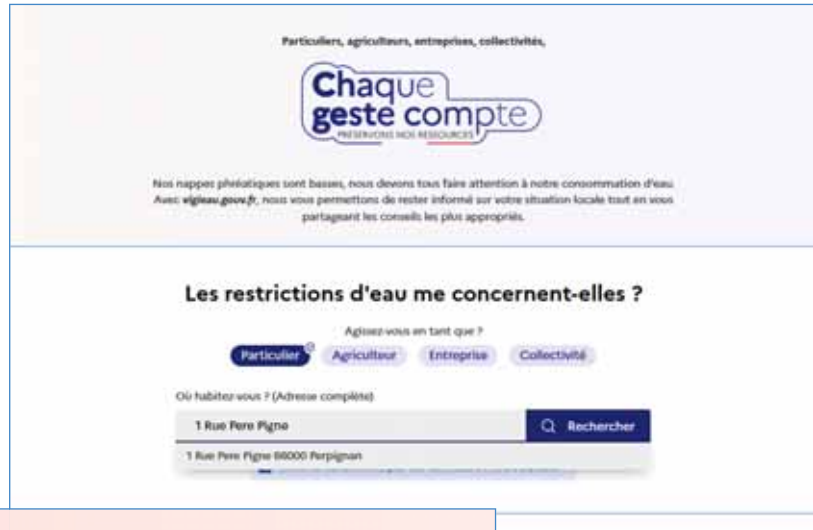 Particuliers, agriculteurs, entreprises, collectivités,
Chaque
geste compte
PRÉSERVONS NOS RESSOURCES
Nos nappes phréatiques sont basses, nous devons tous faire attention à notre consommation d'eau.
Avec vigieau.gouv.fr, nous vous permettons de rester informé sur votre situation locale tout en vous
partageant les conseils les plus appropriés.
Les restrictions d'eau me concernent-elles ?
Agissez-vous en tant que ?
Particulier Agriculteur Entreprise Collectivité
Où habitez-vous ? (Adresse complète)
1 Rue Pere Pigne Rechercher
1 Rue Pere Pigne 66000 Perpignan